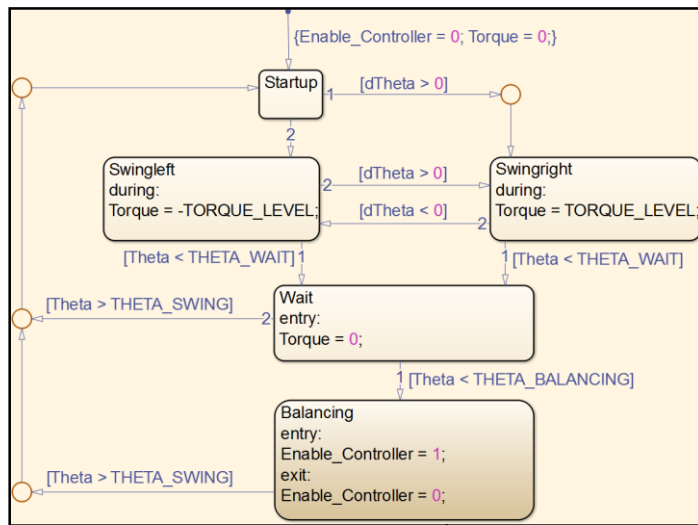 {Enable_Controller = 0; Torque = 0;}
Startup
1
[dTheta > 0]
2
Swingleft
during:
Torque = -TORQUE_LEVEL;
2
[dTheta > 0]
[dTheta < 0]
2
Swingright
during:
Torque = TORQUE_LEVEL;
[Theta < THETA_WAIT]
1
1
[Theta < THETA_WAIT]
[Theta > THETA_SWING]
2
Wait
entry:
Torque = 0;
1
[Theta < THETA_BALANCING]
Balancing
entry:
Enable_Controller = 1;
exit:
Enable_Controller = 0;
[Theta > THETA_SWING]